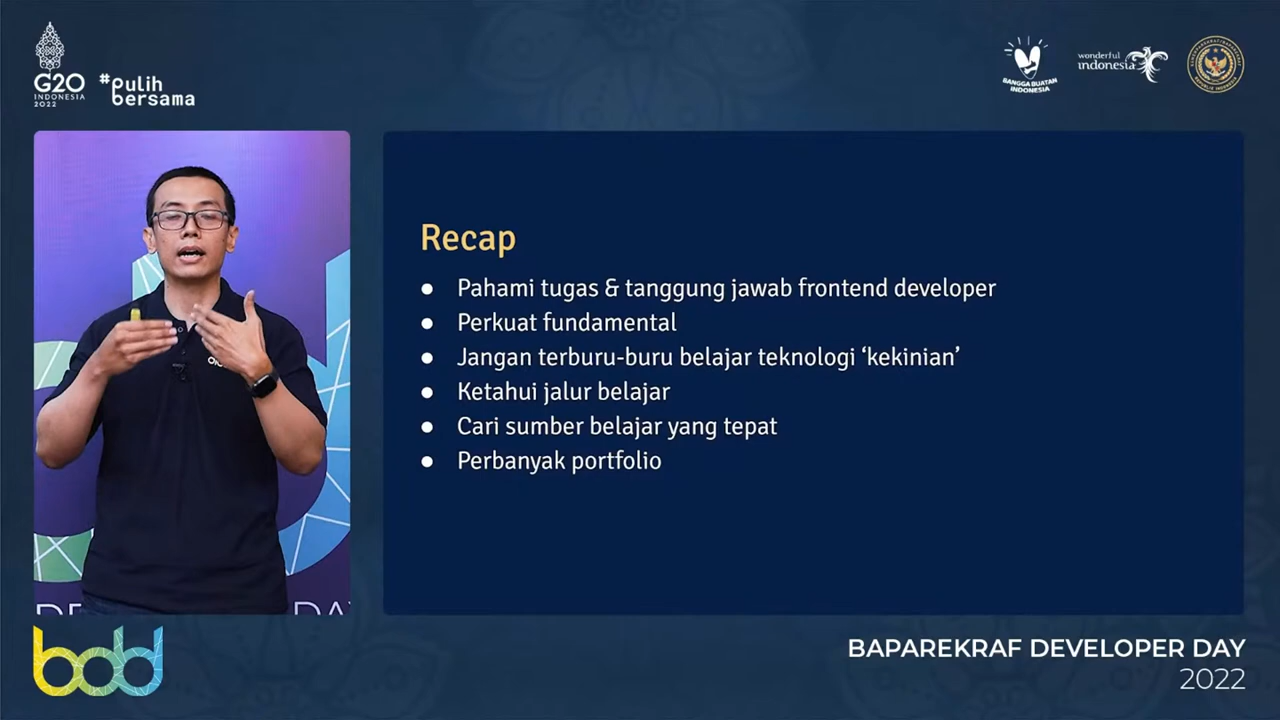 G20
INDONESIA
2022
#pulih
bersama
BANGGA BUATAN
INDONESIA
wonderful
indonesia
Recap
● Pahami tugas & tanggung jawab frontend developer
● Perkuat fundamental
● Jangan terburu-buru belajar teknologi ‘kekinian’
● Ketahui jalur belajar
● Cari sumber belajar yang tepat
● Perbanyak portfolio
bdd
BAPAREKRAF DEVELOPER DAY
2022